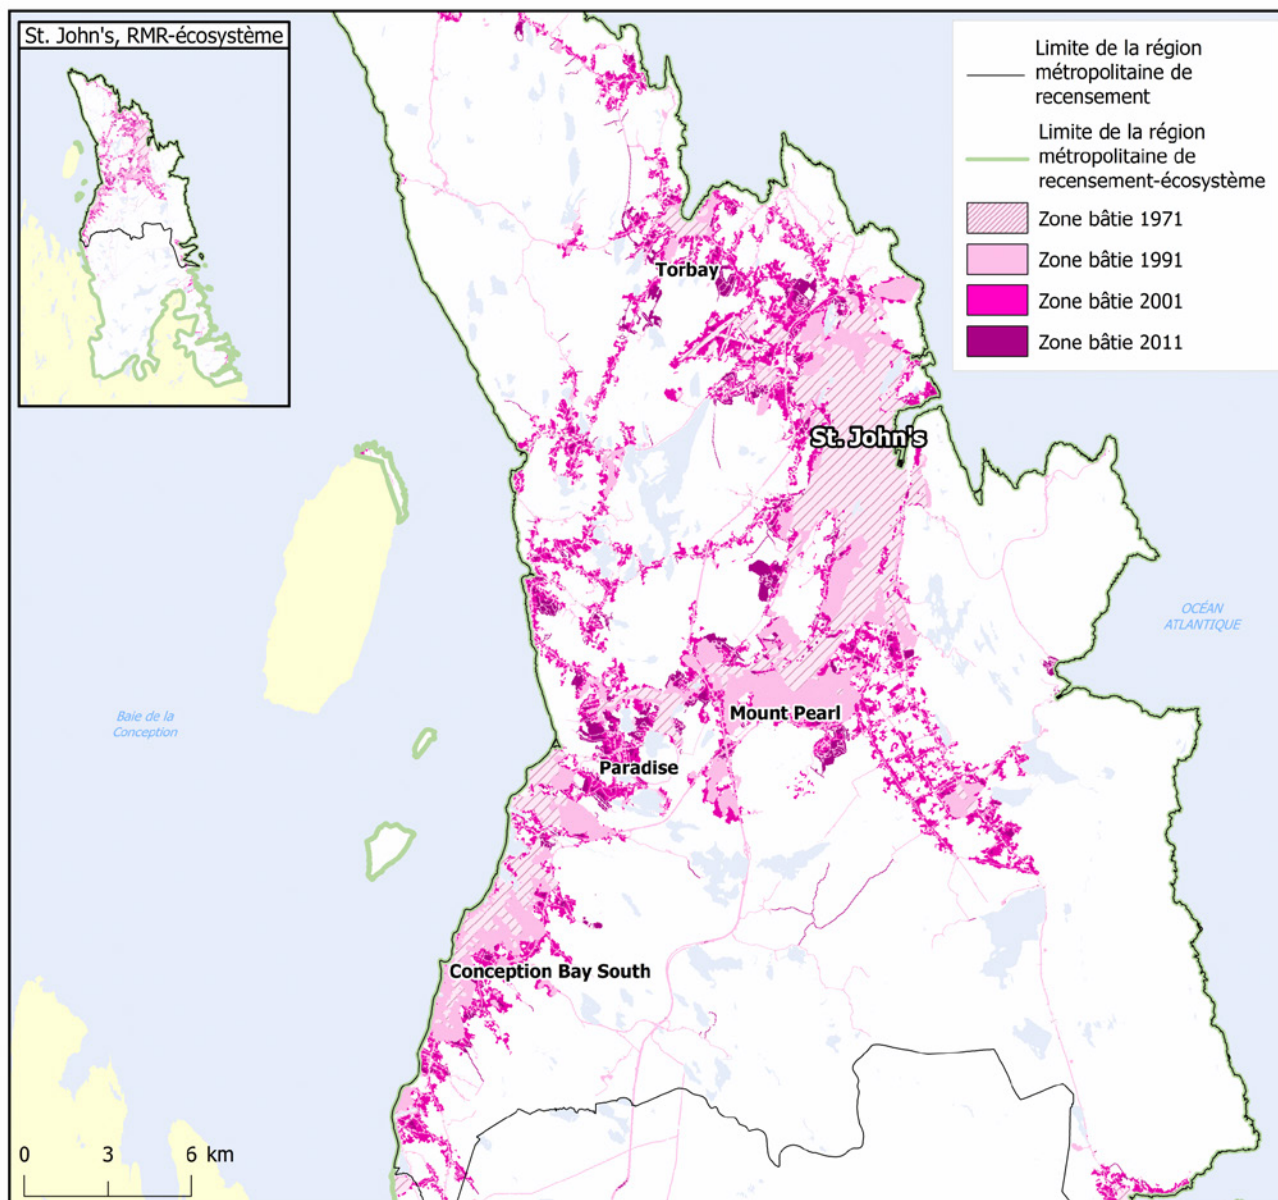 St. John's, RMR-écosystème
Limite de la région
métropolitaine de
recensement
Limite de la région
métropolitaine de
recensement-écosystème
Zone bâtie 1971
Zone bâtie 1991
Zone bâtie 2001
Zone bâtie 2011
Torbay
St. John's
OCÉAN
ATLANTIQUE
Baie de la
Conception
Mount Pearl
Paradise
Conception Bay South
0 3 6 km